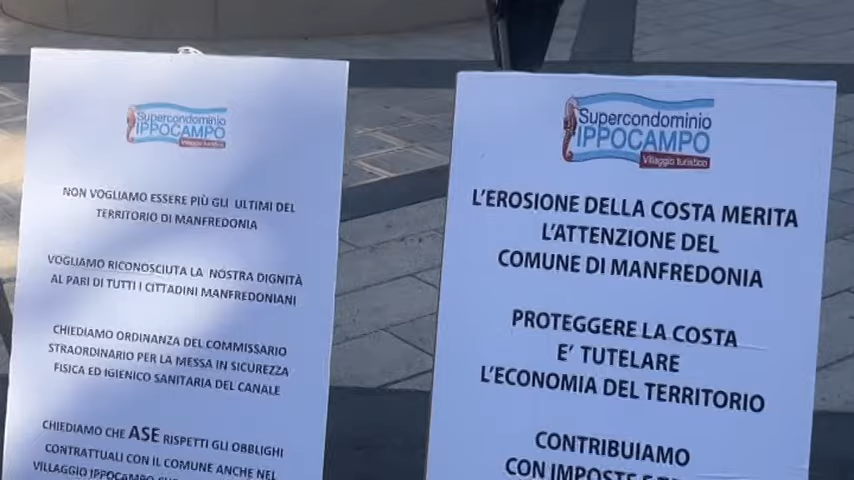 Supercondominio
IPPOCAMPO
Villaggio turistico
NON VOGLIAMO ESSERE PIÙ GLI ULTIMI DEL
TERRITORIO DI MANFREDONIA
VOGLIAMO RICONOSCIUTA LA NOSTRA DIGNITÀ
AL PARI DI TUTTI I CITTADINI MANFREDONIANI
CHIEDIAMO ORDINANZA DEL COMMISSARIO
STRAORDINARIO PER LA MESSA IN SICUREZZA
FISICA ED IGIENICO SANITARIA DEL CANALE
CHIEDIAMO CHE ASE RISPETTI GLI OBBLIGHI
CONTRATTUALI CON IL COMUNE ANCHE NEL
VILLAGGIO IPPOCAMPO
Supercondominio
IPPOCAMPO
Villaggio turistico
L'EROSIONE DELLA COSTA MERITA
L'ATTENZIONE DEL
COMUNE DI MANFREDONIA
PROTEGGERE LA COSTA
E' TUTELARE
L'ECONOMIA DEL TERRITORIO
CONTRIBUIAMO
CON IMPOSTE E